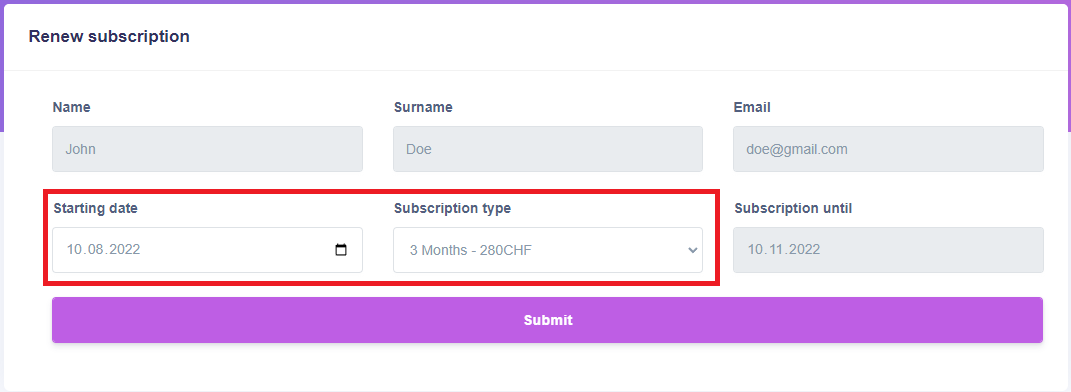 Renew subscription
Name Surname Email
John Doe doe@gmail.com
Starting date Subscription type Subscription until
10.08.2022 3 Months - 280CHF 10.11.2022
Submit